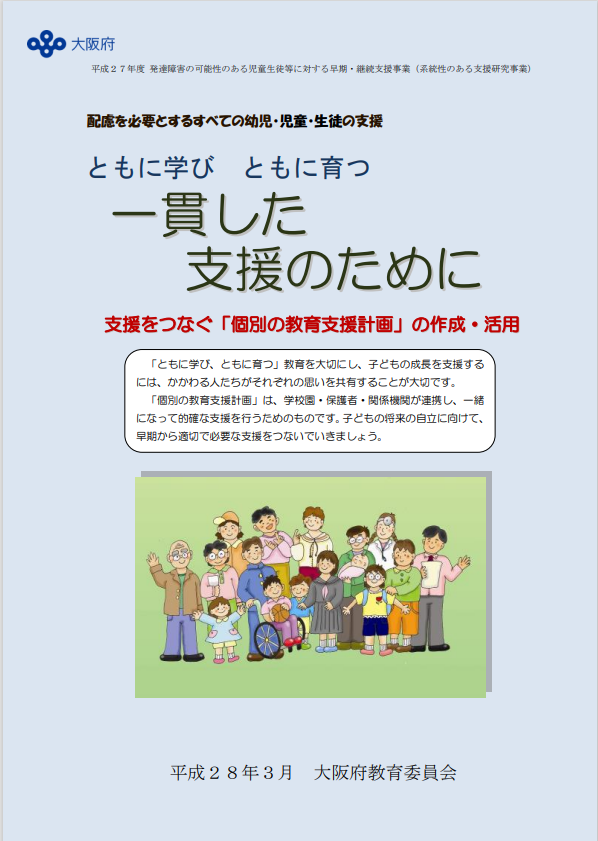 大阪府
平成２７年度 発達障害の可能性のある児童生徒等に対する早期・継続支援事業（系統性のある支援研究事業）
配慮を必要とするすべての幼児・児童・生徒の支援
ともに学び　ともに育つ
一貫した
支援のために
支援をつなぐ「個別の教育支援計画」の作成・活用
「ともに学び、ともに育つ」教育を大切にし、子どもの成長を支援する
には、かかわる人たちがそれぞれの思いを共有することが大切です。
「個別の教育支援計画」は、学校園・保護者・関係機関が連携し、一緒
になって的確な支援を行うためのものです。子どもの将来の自立に向けて、
早期から適切で必要な支援をつないでいきましょう。
平成２８年３月　大阪府教育委員会